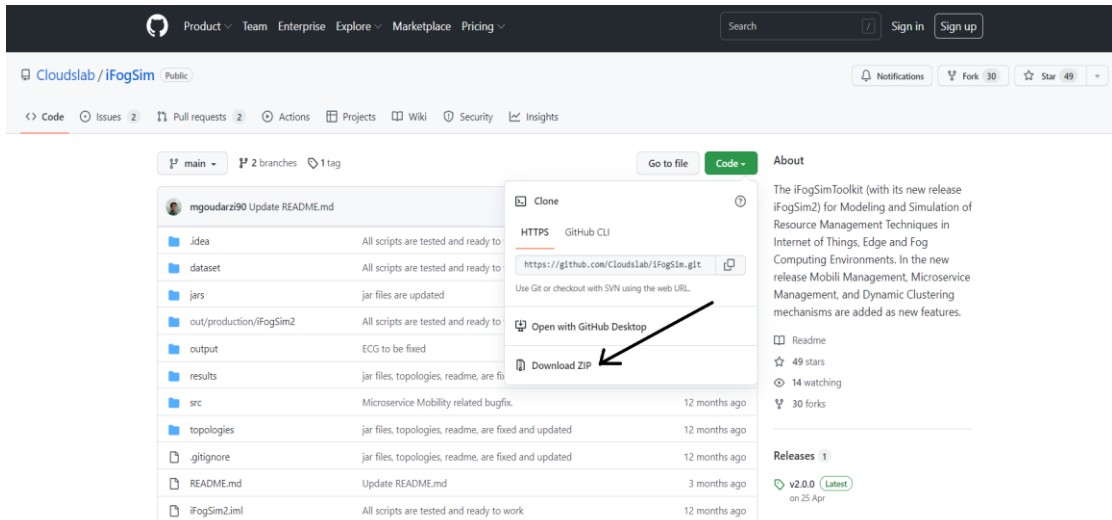 Product Team Enterprise Explore Marketplace Pricing Search / Sign in Sign up
Cloudslab / iFogSim Public Notifications Fork 30 Star 49
<> Code Issues 2 Pull requests 2 Actions Projects Wiki Security Insights
main 2 branches 1 tag Go to file Code
mgoudarzi90 Update README.md
.idea All scripts are tested and ready to
dataset All scripts are tested and ready to
jars jar files are updated
out/production/iFogSim2 All scripts are tested and ready to
output ECG to be fixed
results jar files, topologies, readme, are
src Microservice Mobility related bugfix. 12 months ago
topologies jar files, topologies, readme, are fixed and updated 12 months ago
.gitignore jar files, topologies, readme, are fixed and updated 12 months ago
README.md Update README.md 3 months ago
iFogSim2.iml All scripts are tested and ready to work 12 months ago
Clone ?
HTTPS GitHub CLI
https://github.com/Cloudslab/iFogSim.git
Use Git or checkout with SVN using the web URL.
Open with GitHub Desktop
Download ZIP
About
The iFogSimToolkit (with its new release
iFogSim2) for Modeling and Simulation of
Resource Management Techniques in
Internet of Things, Edge and Fog
Computing Environments. In the new
release Mobili Management, Microservice
Management, and Dynamic Clustering
mechanisms are added as new features.
Readme
49 stars
14 watching
30 forks
Releases 1
v2.0.0 Latest
on 25 Apr